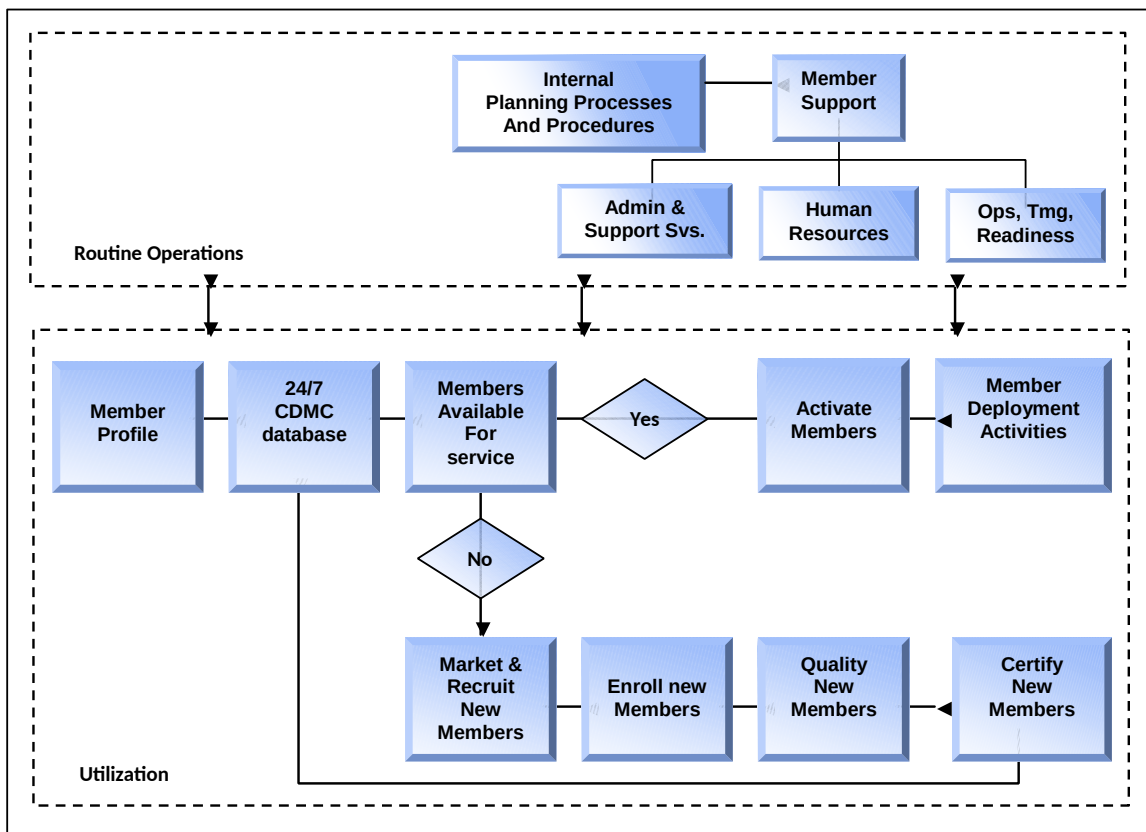 Internal
Planning Processes
And Procedures
Member
Support
Admin &
Support Svs.
Human
Resources
Ops, Tmg,
Readiness
Routine Operations
Member
Profile
24/7
CDMC
database
Members
Available
For
service
Yes
Activate
Members
Member
Deployment
Activities
No
Market &
Recruit
New
Members
Enroll new
Members
Quality
New
Members
Certify
New
Members
Utilization